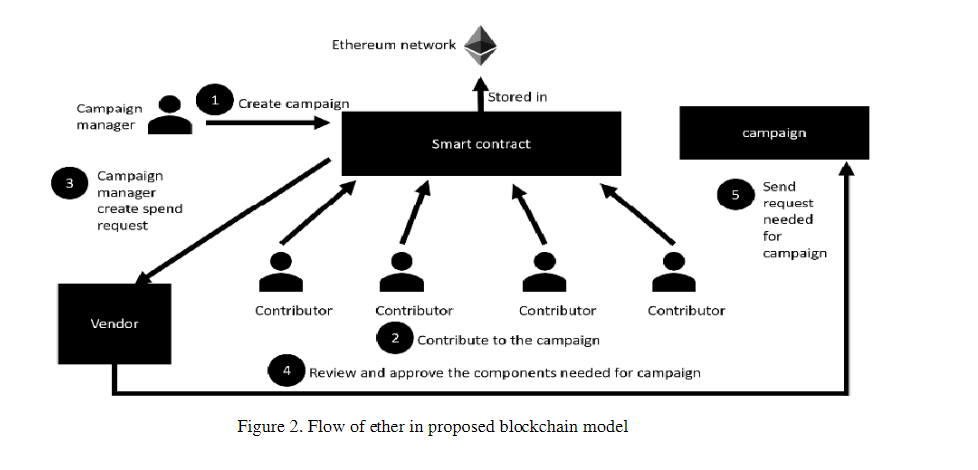 Ethereum network
1
Create campaign
Stored in
Campaign
manager
Smart contract
campaign
3
Campaign
manager
create spend
request
5
Send
request
needed
for
campaign
Vendor
Contributor
Contributor
Contributor
Contributor
2
Contribute to the campaign
4
Review and approve the components needed for campaign
Figure 2. Flow of ether in proposed blockchain model